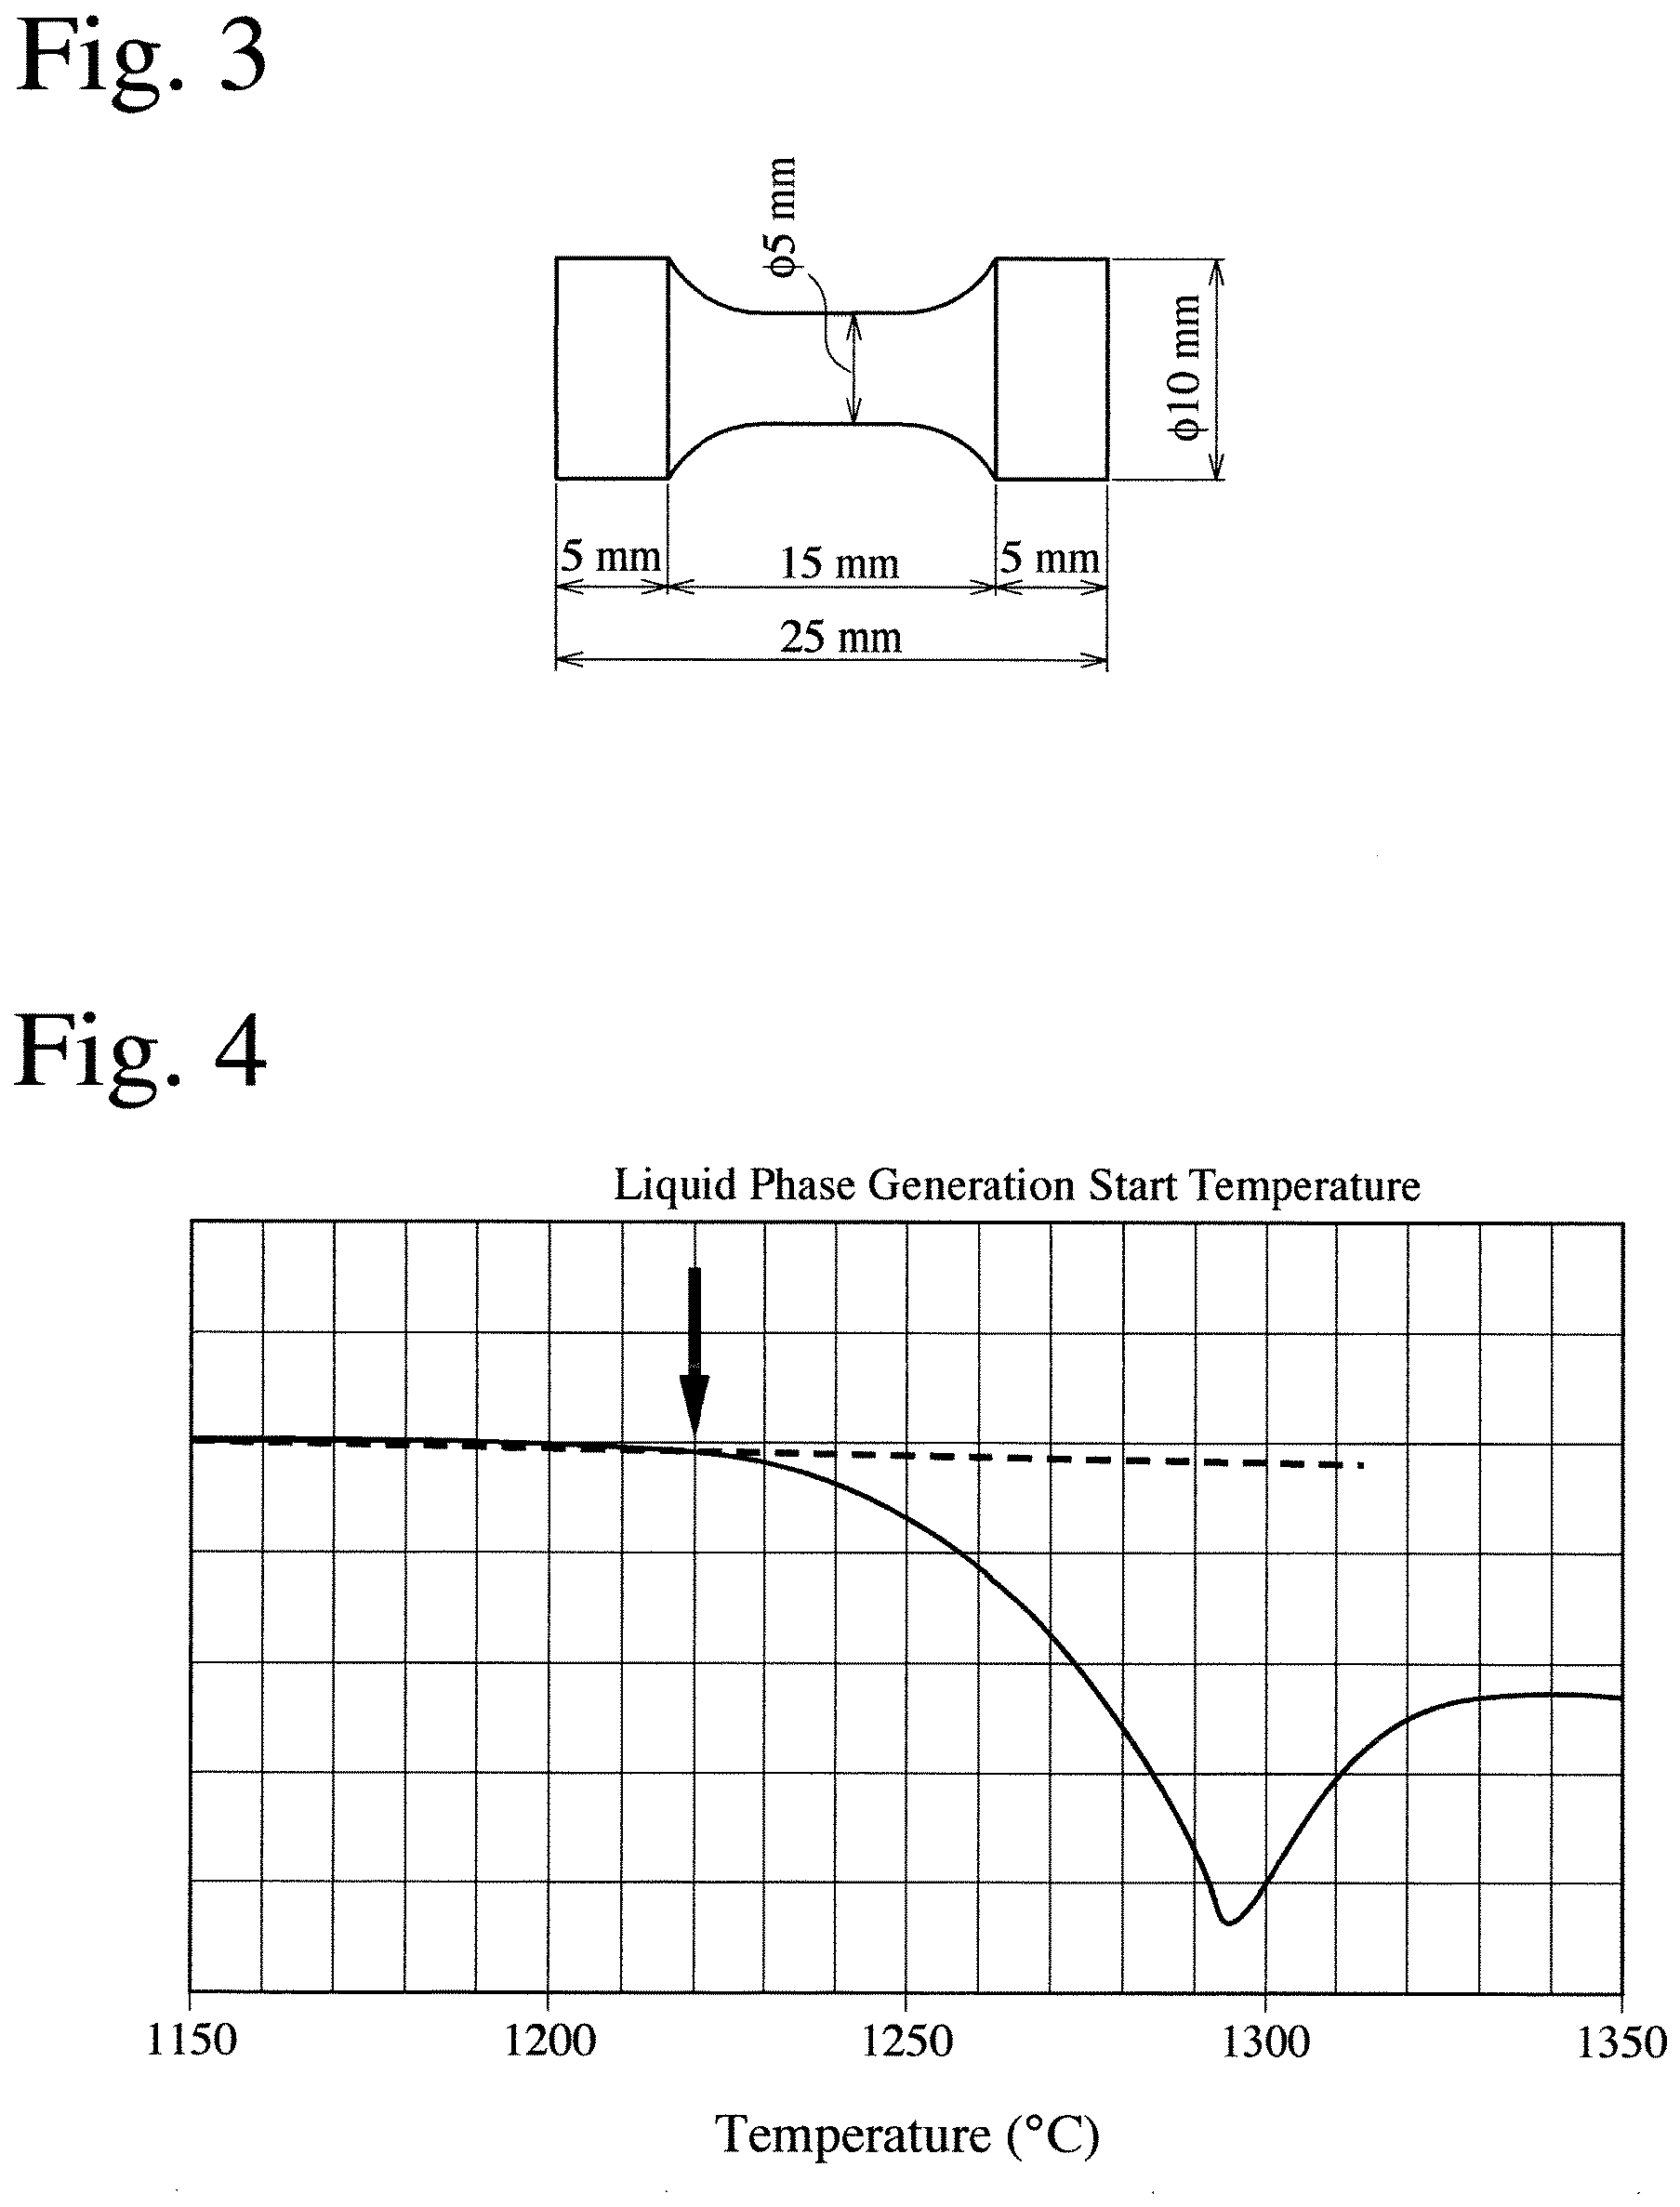 Fig. 3
φ5 mm
φ10 mm
5 mm 15 mm 5 mm
25 mm
Fig. 4
Liquid Phase Generation Start Temperature
1150 1200 1250 1300 1350
Temperature (°C)